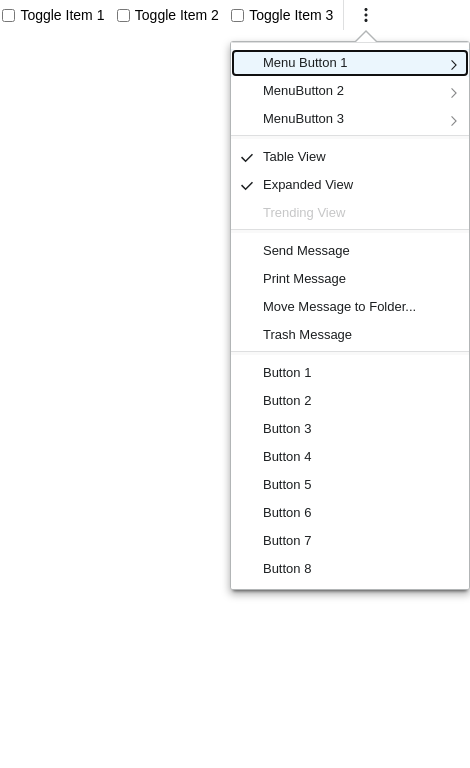 Toggle Item 1 Toggle Item 2 Toggle Item 3
Menu Button 1
MenuButton 2
MenuButton 3
Table View
Expanded View
Trending View
Send Message
Print Message
Move Message to Folder...
Trash Message
Button 1
Button 2
Button 3
Button 4
Button 5
Button 6
Button 7
Button 8